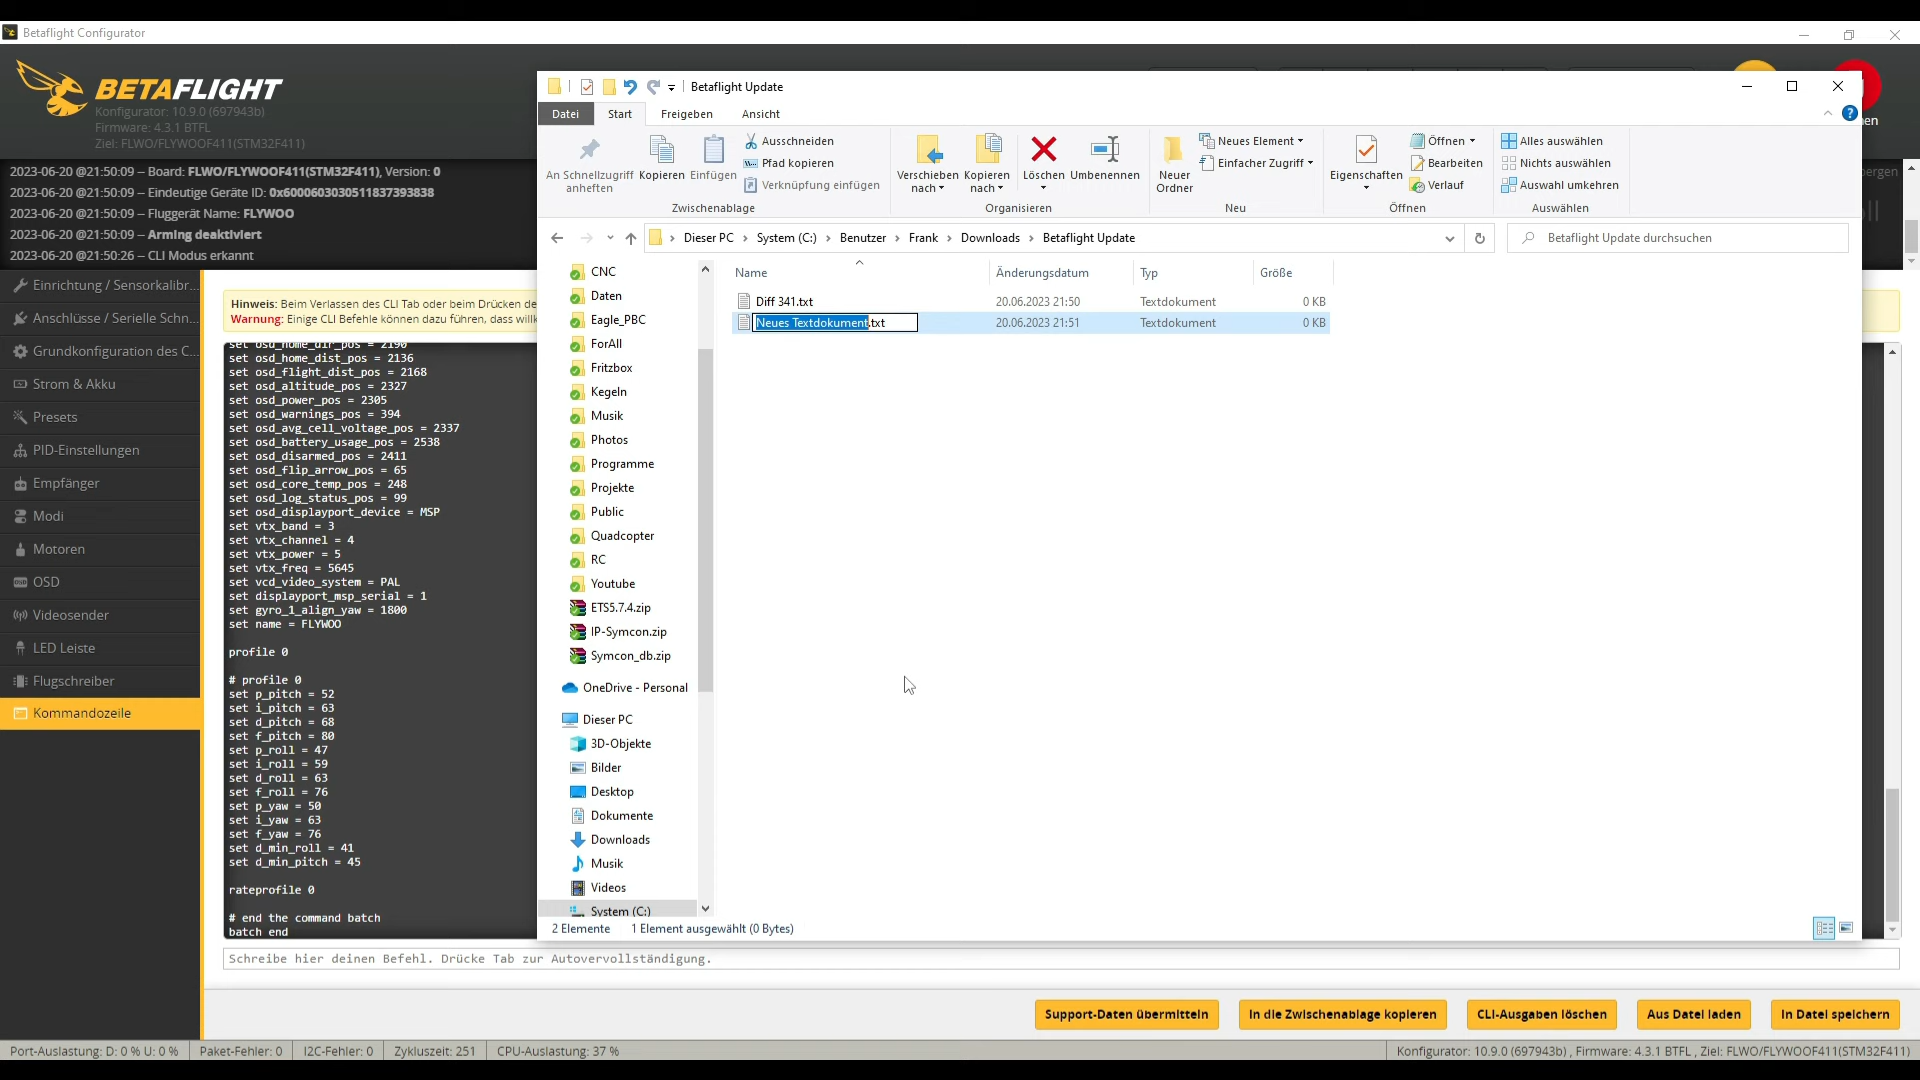 Betaflight Configurator
BETAFLIGHT
Konfigurator: 10.9.0 (697943b)
Firmware: 4.3.1 BTFL
Ziel: FLWO/FLYWOOF411(STM32F411)
2023-06-20 @21:50:09 -- Board: FLWO/FLYWOOF411(STM32F411), Version: 0
2023-06-20 @21:50:09 -- Eindeutige Geräte ID: 0x6000603030511837393838
2023-06-20 @21:50:09 -- Fluggerät Name: FLYWOO
2023-06-20 @21:50:09 -- Arming deaktiviert
2023-06-20 @21:50:26 -- CLI Modus erkannt
Einrichtung / Sensorkalibr...
Anschlüsse / Serielle Schn...
Grundkonfiguration des C...
Strom & Akku
Presets
PID-Einstellungen
Empfänger
Modi
Motoren
OSD
Videosender
LED Leiste
Flugschreiber
Kommandozeile
Hinweis: Beim Verlassen des CLI Tab oder beim Drücken de
Warnung: Einige CLI Befehle können dazu führen, dass will
set osd_home_dir_pos = 2190
set osd_home_dist_pos = 2136
set osd_flight_dist_pos = 2168
set osd_altitude_pos = 2327
set osd_power_pos = 2305
set osd_warnings_pos = 394
set osd_avg_cell_voltage_pos = 2337
set osd_battery_usage_pos = 2538
set osd_disarmed_pos = 2411
set osd_flip_arrow_pos = 65
set osd_core_temp_pos = 248
set osd_log_status_pos = 99
set osd_displayport_device = MSP
set vtx_band = 3
set vtx_channel = 4
set vtx_power = 5
set vtx_freq = 5645
set vcd_video_system = PAL
set displayport_msp_serial = 1
set gyro_1_align_yaw = 1800
set name = FLYWOO
profile 0
# profile 0
set p_pitch = 52
set i_pitch = 63
set d_pitch = 68
set f_pitch = 80
set p_roll = 47
set i_roll = 59
set d_roll = 63
set f_roll = 76
set p_yaw = 50
set i_yaw = 63
set f_yaw = 76
set d_min_roll = 41
set d_min_pitch = 45
rateprofile 0
# end the command batch
batch end
Schreibe hier deinen Befehl. Drücke Tab zur Autovervollständigung.
Betaflight Update
Datei Start Freigeben Ansicht
An Schnellzugriff anheften
Kopieren
Einfügen
Ausschneiden
Pfad kopieren
Verknüpfung einfügen
Zwischenablage
Verschieben nach
Kopieren nach
Löschen
Umbenennen
Organisieren
Neuer Ordner
Neues Element
Einfacher Zugriff
Neu
Eigenschaften
Öffnen
Bearbeiten
Verlauf
Öffnen
Alles auswählen
Nichts auswählen
Auswahl umkehren
Auswählen
nen
ergen
Dieser PC System (C:) Benutzer Frank Downloads Betaflight Update
Betaflight Update durchsuchen
CNC
Daten
Eagle_PBC
ForAll
Fritzbox
Kegeln
Musik
Photos
Programme
Projekte
Public
Quadcopter
RC
Youtube
ETS5.7.4.zip
IP-Symcon.zip
Symcon_db.zip
OneDrive - Personal
Dieser PC
3D-Objekte
Bilder
Desktop
Dokumente
Downloads
Musik
Videos
System (C:)
Name Änderungsdatum Typ Größe
Diff 341.txt 20.06.2023 21:50 Textdokument 0 KB
Neues Textdokument.txt 20.06.2023 21:51 Textdokument 0 KB
2 Elemente 1 Element ausgewählt (0 Bytes)
Support-Daten übermitteln
In die Zwischenablage kopieren
CLI-Ausgaben löschen
Aus Datei laden
In Datei speichern
Port-Auslastung: D: 0 % U: 0 % Paket-Fehler: 0 I2C-Fehler: 0 Zykluszeit: 251 CPU-Auslastung: 37 %
Konfigurator: 10.9.0 (697943b) , Firmware: 4.3.1 BTFL , Ziel: FLWO/FLYWOOF411(STM32F411)